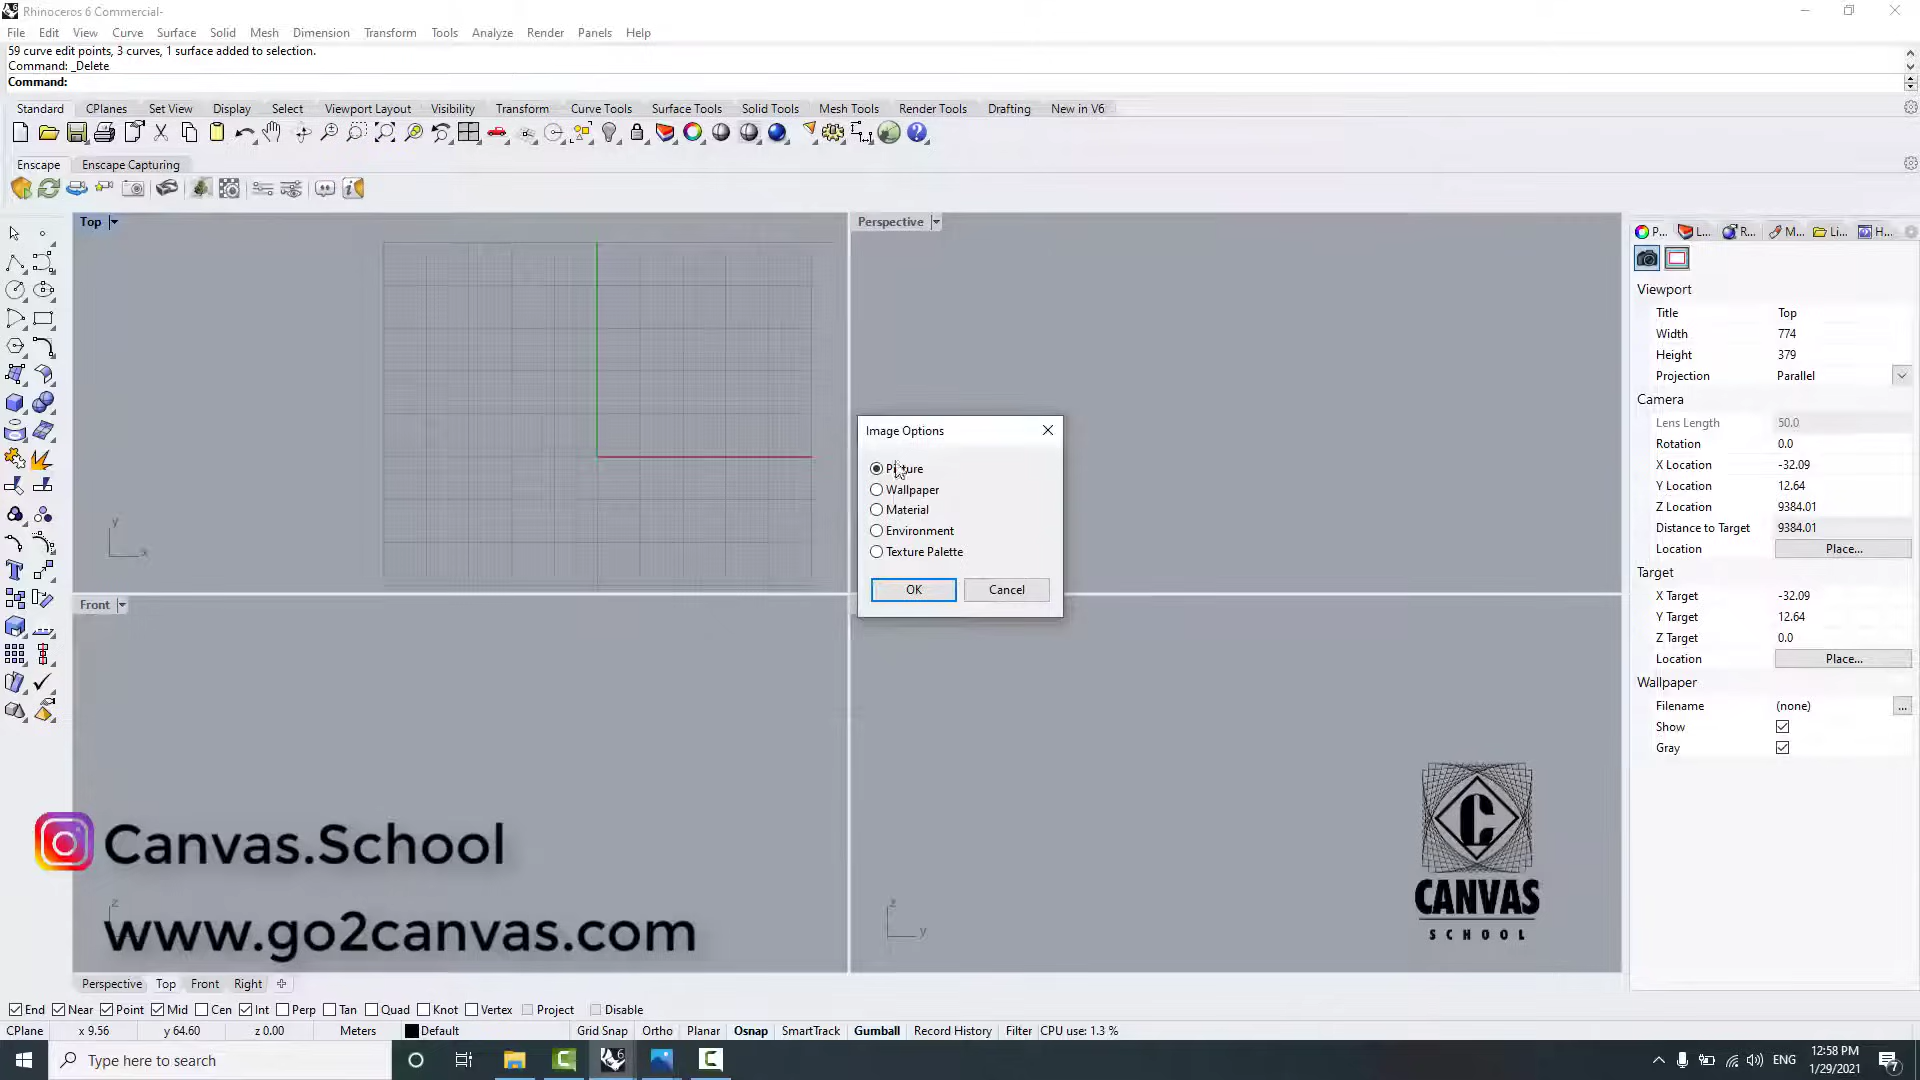 Rhinoceros 6 Commercial-
File Edit View Curve Surface Solid Mesh Dimension Transform Tools Analyze Render Panels Help
59 curve edit points, 3 curves, 1 surface added to selection.
Command: _Delete
Command:
Standard CPlanes Set View Display Select Viewport Layout Visibility Transform Curve Tools Surface Tools Solid Tools Mesh Tools Render Tools Drafting New in V6
Enscape Enscape Capturing
Top
Perspective
P... L... R... M... Li... H...
Viewport
Title Top
Width 774
Height 379
Projection Parallel
Camera
Lens Length 50.0
Rotation 0.0
X Location -32.09
Y Location 12.64
Z Location 9384.01
Distance to Target 9384.01
Location Place...
Target
X Target -32.09
Y Target 12.64
Z Target 0.0
Location Place...
Wallpaper
Filename (none) ...
Show
Gray
Image Options
Picture
Wallpaper
Material
Environment
Texture Palette
OK Cancel
y
x
Front
z
z
y
Canvas.School
www.go2canvas.com
C
CANVAS
SCHOOL
Perspective Top Front Right
End Near Point Mid Cen Int Perp Tan Quad Knot Vertex Project Disable
CPlane x 9.56 y 64.60 z 0.00 Meters Default Grid Snap Ortho Planar Osnap SmartTrack Gumball Record History Filter CPU use: 1.3 %
Type here to search
ENG
12:58 PM
1/29/2021
7